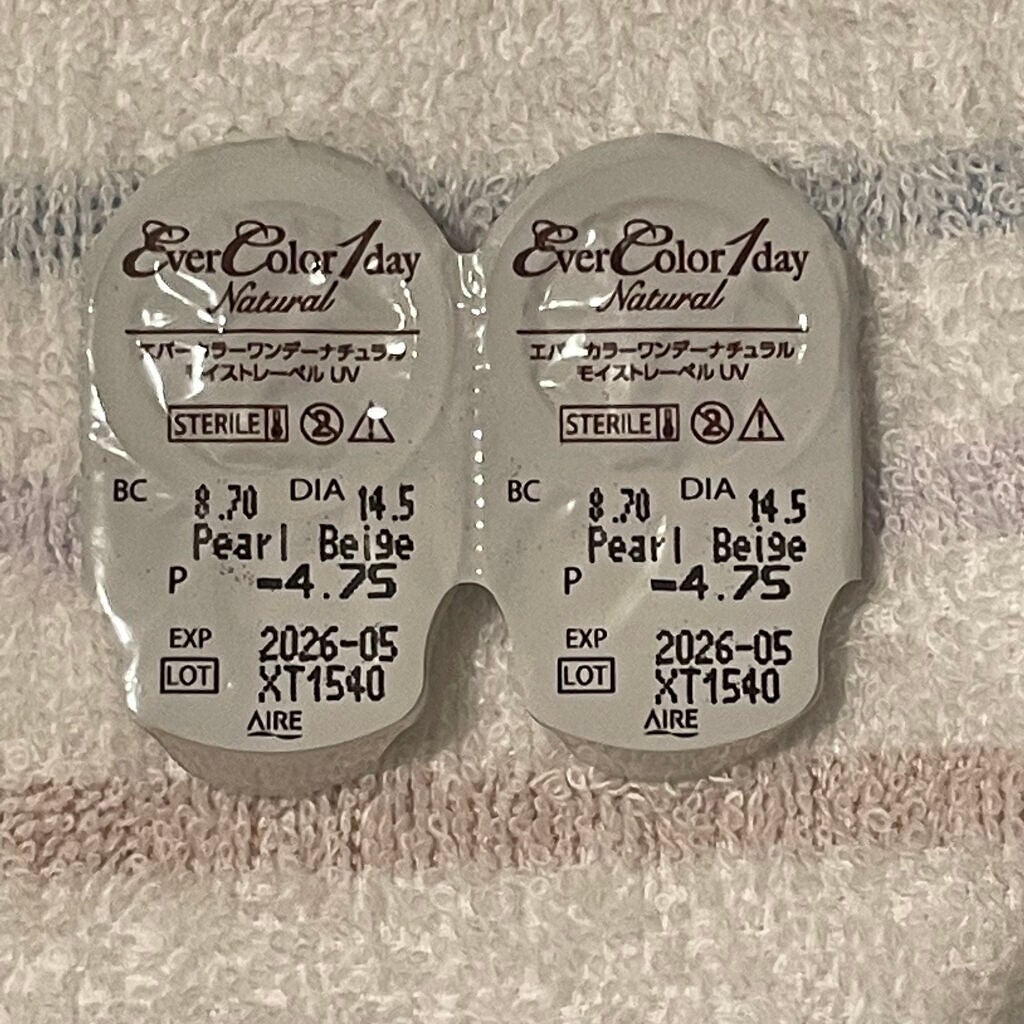 EverColor1day
Natural
エバーカラーワンデーナチュラル
モイストレーベル UV
STERILE
BC 8.70 DIA 14.5
Pearl Beige
P -4.75
EXP 2026-05
LOT XT1540
AIRE
EverColor1day
Natural
エバーカラーワンデーナチュラル
モイストレーベル UV
STERILE
BC 8.70 DIA 14.5
Pearl Beige
P -4.75
EXP 2026-05
LOT XT1540
AIRE